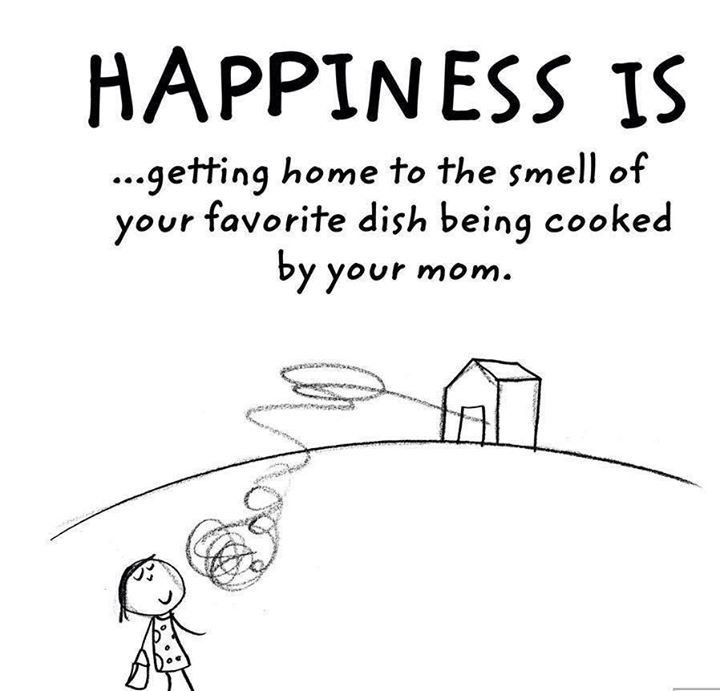 HAPPINESS IS
...getting home to the smell of
your favorite dish being cooked
by your mom.